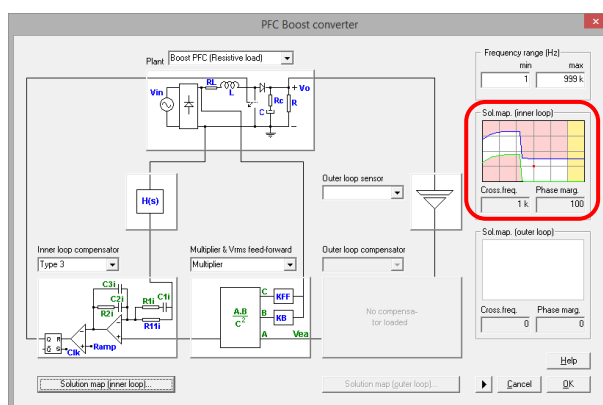 PFC Boost converter
Plant Boost PFC (Resistive load)
Frequency range (Hz)
min max
1 999 k
Vin RL L C Rc R + Vo −
Sol.map. (inner loop)
Cross.freq. Phase marg.
1 k 100
H(s)
Outer loop sensor
Sol.map. (outer loop)
Inner loop compensator
Type 3
Multiplier & Vrms feed-forward
Multiplier
Outer loop compensator
C3i
C2i
R2i
R1i
C1i
R11i
Q R
Q S
Clk
Ramp
A.B
C²
C
B
A
KFF
KB
Vea
No compensa-
tor loaded
Cross.freq. Phase marg.
0 0
Help
Solution map (inner loop)...
Solution map (outer loop)...
Cancel
OK